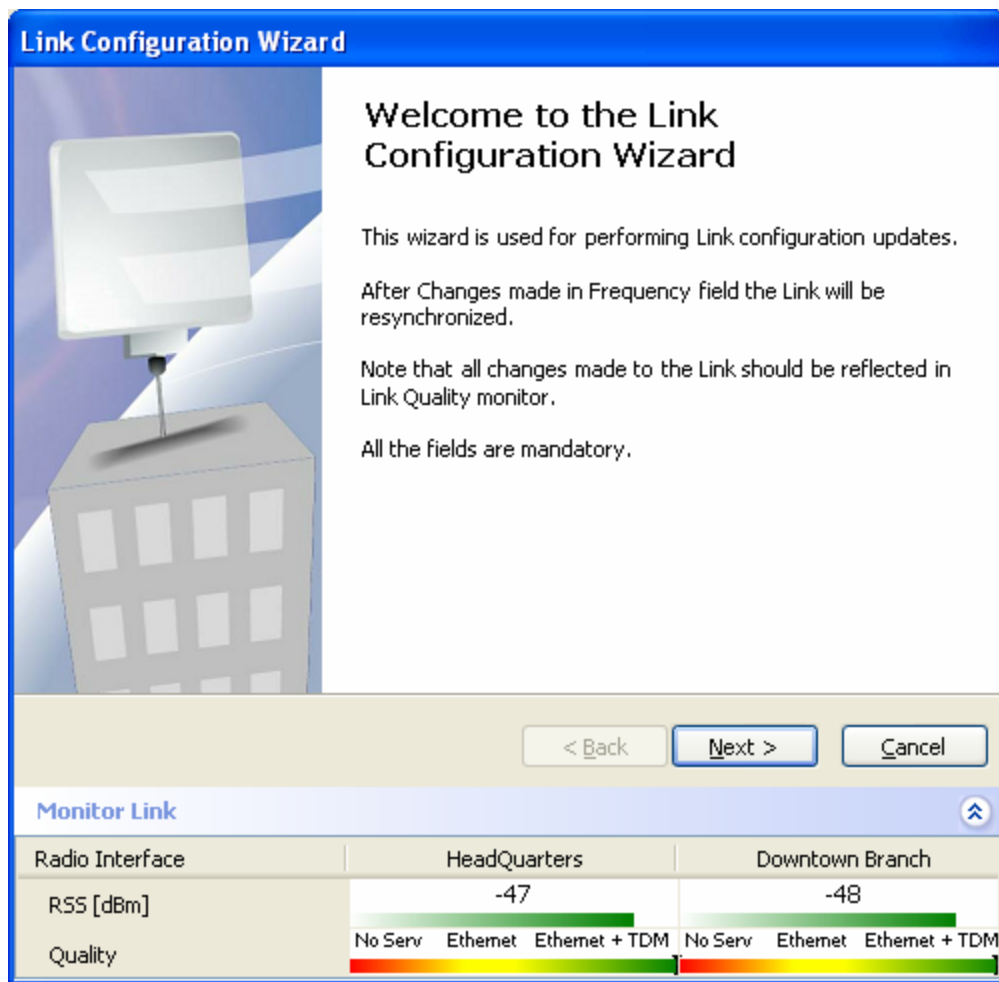 Link Configuration Wizard
Welcome to the Link
Configuration Wizard
This wizard is used for performing Link configuration updates.
After Changes made in Frequency field the Link will be
resynchronized.
Note that all changes made to the Link should be reflected in
Link Quality monitor.
All the fields are mandatory.
< Back Next > Cancel
Monitor Link
Radio Interface HeadQuarters Downtown Branch
RSS [dBm] -47 -48
Quality No Serv Ethernet Ethernet + TDM No Serv Ethernet Ethernet + TDM